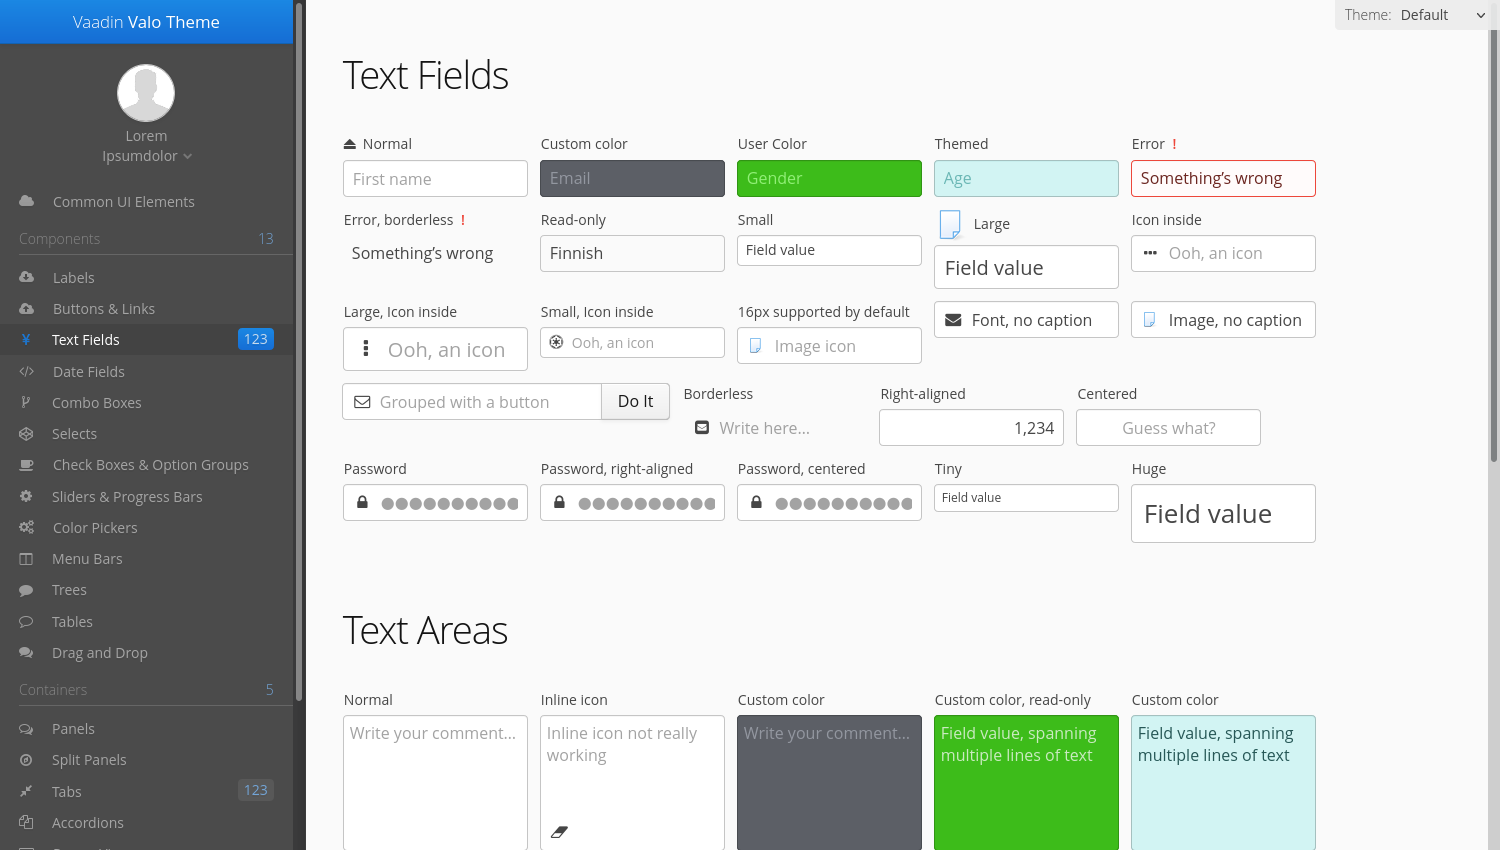 Vaadin Valo Theme
Lorem
Ipsumdolor
Common UI Elements
Components 13
Labels
Buttons & Links
Text Fields 123
Date Fields
Combo Boxes
Selects
Check Boxes & Option Groups
Sliders & Progress Bars
Color Pickers
Menu Bars
Trees
Tables
Drag and Drop
Containers 5
Panels
Split Panels
Tabs 123
Accordions
Theme: Default
Text Fields
Normal Custom color User Color Themed Error !
First name Email Gender Age Something's wrong
Error, borderless ! Read-only Small Large Icon inside
Something's wrong Finnish Field value Field value Ooh, an icon
Large, Icon inside Small, Icon inside 16px supported by default
Ooh, an icon Ooh, an icon Image icon Font, no caption Image, no caption
Grouped with a button Do It
Borderless Right-aligned Centered
Write here... 1,234 Guess what?
Password Password, right-aligned Password, centered Tiny Huge
Field value Field value
Text Areas
Normal Inline icon Custom color Custom color, read-only Custom color
Write your comment...
Inline icon not really
working
Write your comment...
Field value, spanning
multiple lines of text
Field value, spanning
multiple lines of text